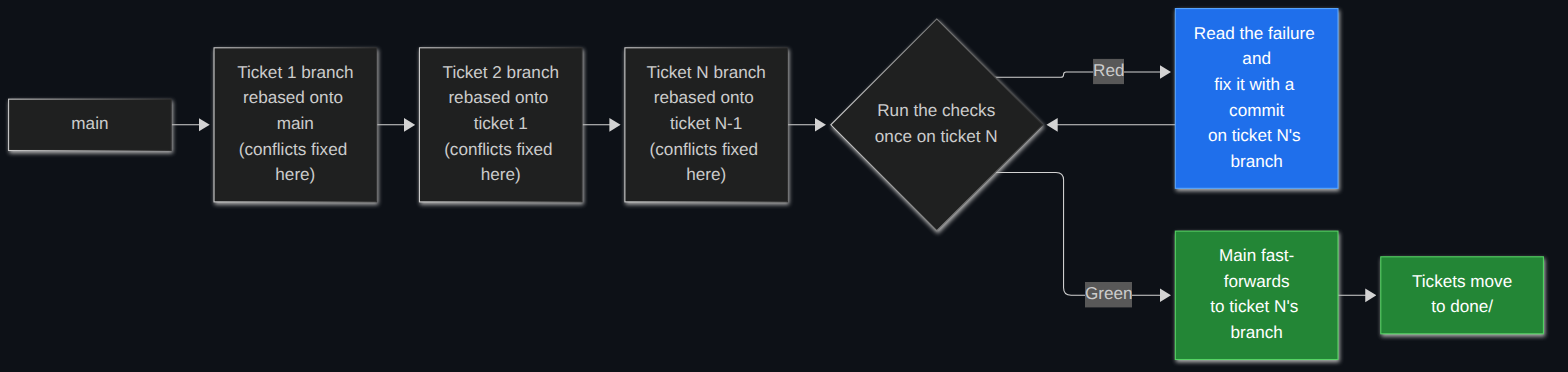 main
Ticket 1 branch
rebased onto
main
(conflicts fixed
here)
Ticket 2 branch
rebased onto
ticket 1
(conflicts fixed
here)
Ticket N branch
rebased onto
ticket N-1
(conflicts fixed
here)
Run the checks
once on ticket N
Red
Read the failure
and
fix it with a
commit
on ticket N's
branch
Green
Main fast-
forwards
to ticket N's
branch
Tickets move
to done/